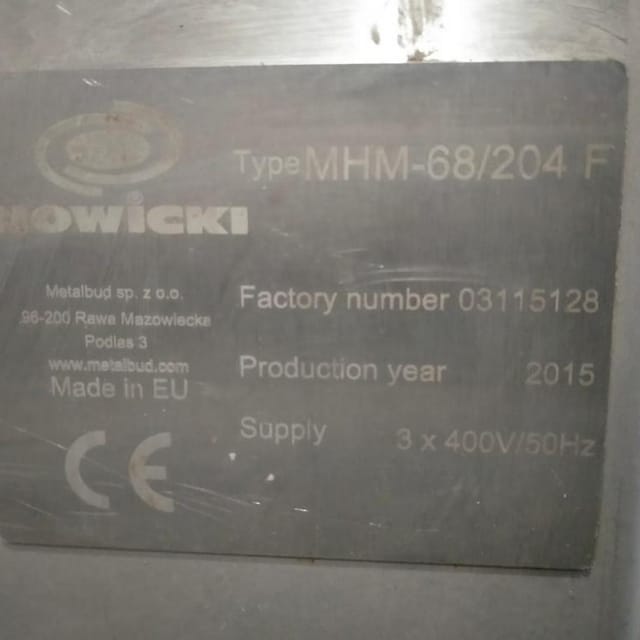 NOWICKI
Metalbud sp. z o.o.
96-200 Rawa Mazowiecka
Podlas 3
www.metalbud.com
Made in EU
CE
Type MHM-68/204 F
Factory number 03115128
Production year 2015
Supply 3 x 400V/50Hz